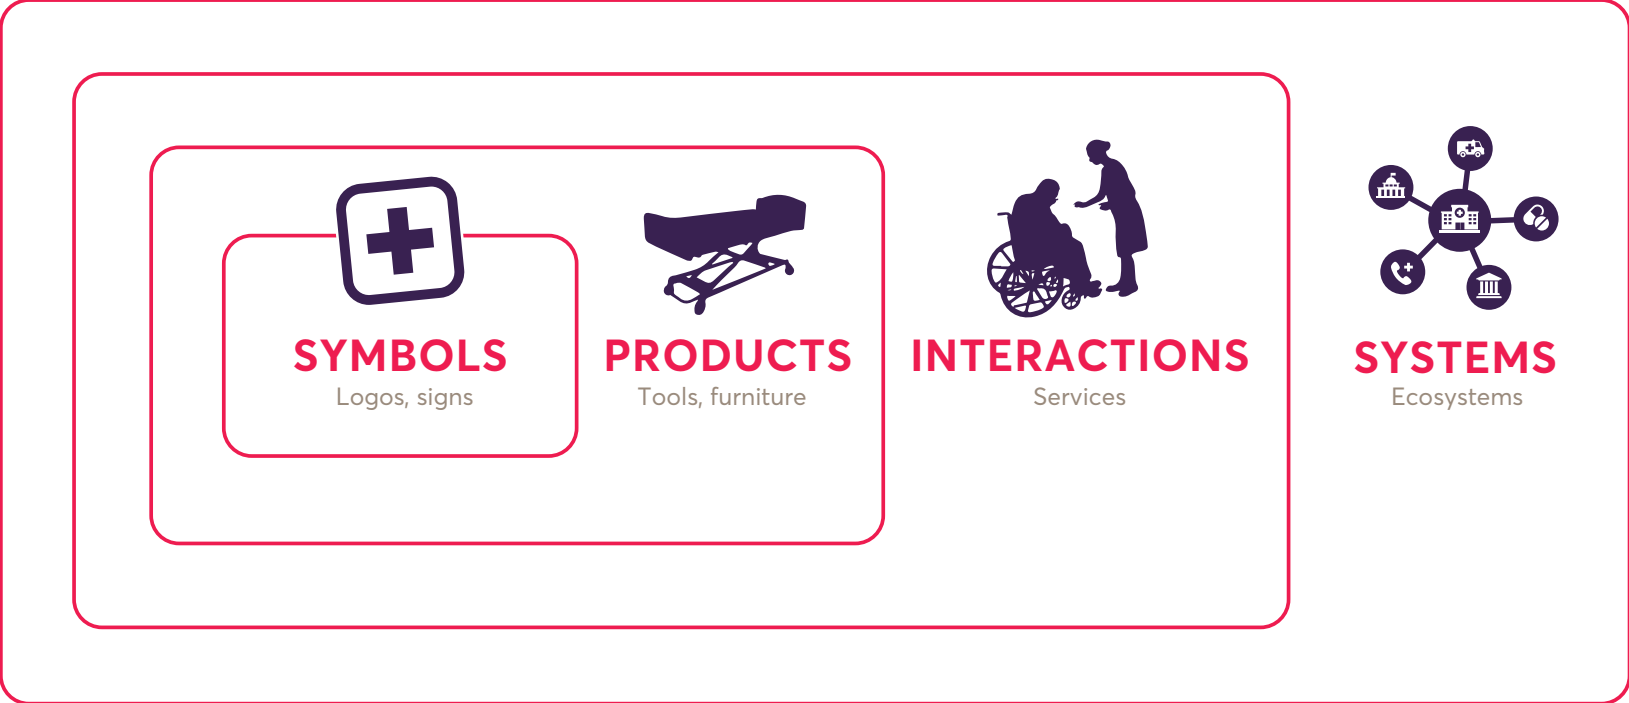 SYMBOLS
Logos, signs
PRODUCTS
Tools, furniture
INTERACTIONS
Services
SYSTEMS
Ecosystems